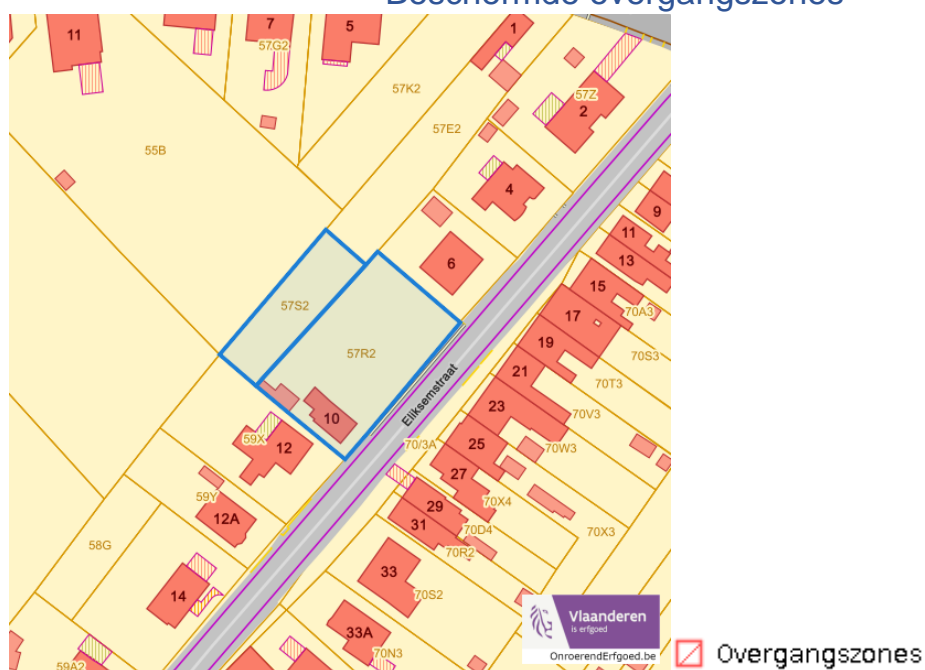 Beschermde overgangszones
11
7
57G2
5
1
57K2
57Z
2
57E2
55B
4
9
11
13
6
15
57S2
17
70A3
57R2
19
70S3
21
70T3
Eliksemstraat
23
70V3
10
59X
12
70/3A
25
70W3
27
59Y
70X4
12A
29
31
70D4
70X3
58G
70R2
33
14
70S2
33A
70N3
59A2
Vlaanderen
is erfgoed
OnroerendErfgoed.be
Overgangszones